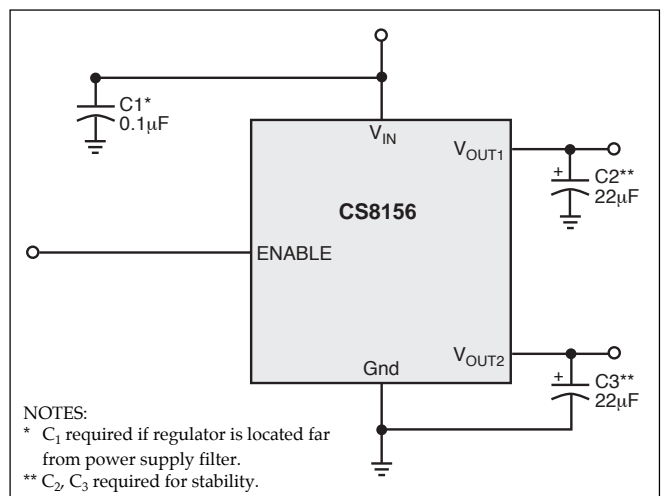 C1*
0.1μF
V_IN
V_OUT1
+
C2**
22μF
CS8156
ENABLE
V_OUT2
Gnd
+
C3**
22μF
NOTES:
* C₁ required if regulator is located far
from power supply filter.
** C₂, C₃ required for stability.